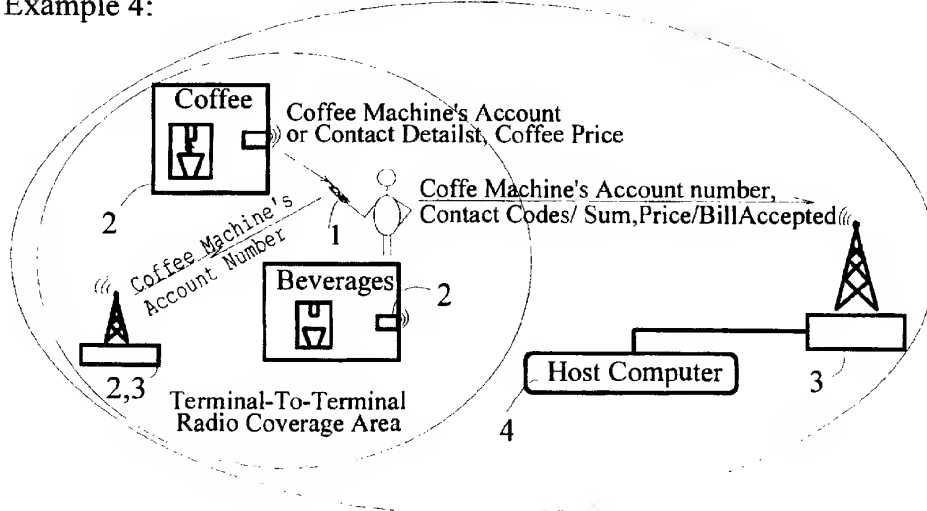 Example 4:
Coffee
Coffee Machine's Account
or Contact Detailst, Coffee Price
2
1
Coffe Machine's Account number,
Contact Codes/ Sum,Price/BillAccepted
Coffee Machine's
Account Number
Beverages
2
2,3
Terminal-To-Terminal
Radio Coverage Area
Host Computer
4
3